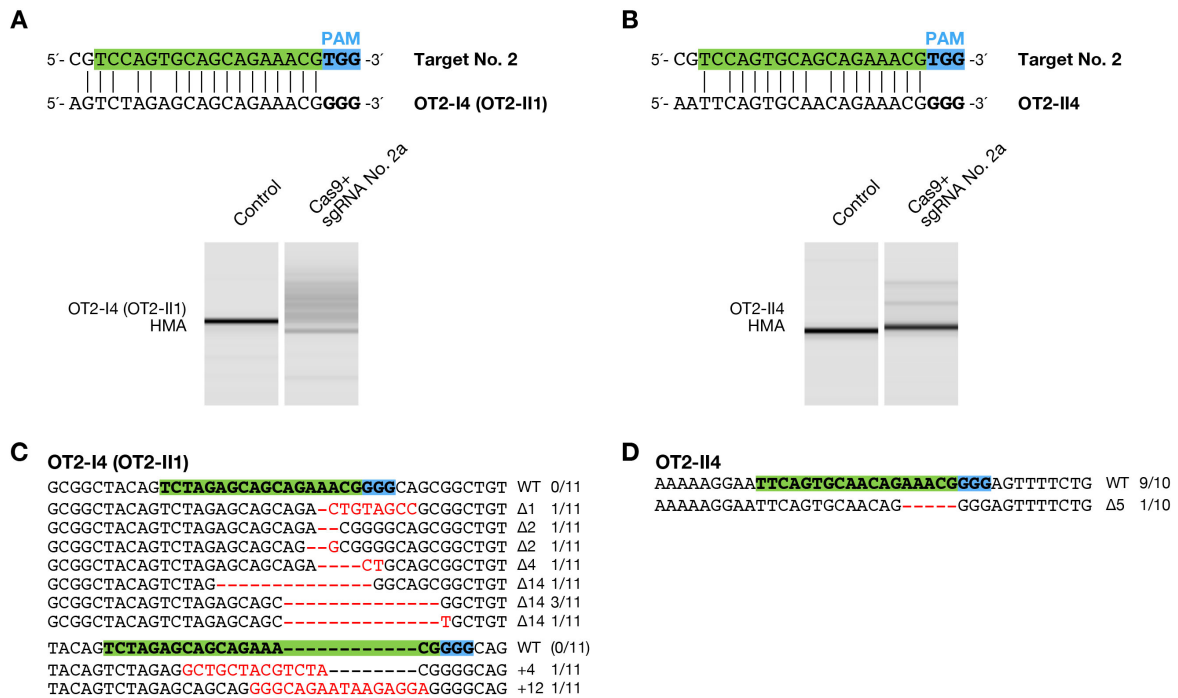 A
PAM
5´- CGTCCAGTGCAGCAGAAACGTGG -3´ Target No. 2
5´- AGTCTAGAGCAGCAGAAACGGGG -3´ OT2-I4 (OT2-II1)
Control
Cas9+
sgRNA No. 2a
OT2-I4 (OT2-II1)
HMA
B
PAM
5´- CGTCCAGTGCAGCAGAAACGTGG -3´ Target No. 2
5´- AATTCAGTGCAACAGAAACGGGG -3´ OT2-II4
Control
Cas9+
sgRNA No. 2a
OT2-II4
HMA
C
OT2-I4 (OT2-II1)
GCGGCTACAGTCTAGAGCAGCAGAAACGGGGCAGCGGCTGT WT 0/11
GCGGCTACAGTCTAGAGCAGCAGA-CTGTAGCCGCGGCTGT Δ1 1/11
GCGGCTACAGTCTAGAGCAGCAGA--CGGGGCAGCGGCTGT Δ2 1/11
GCGGCTACAGTCTAGAGCAGCAG--GCGGGGCAGCGGCTGT Δ2 1/11
GCGGCTACAGTCTAGAGCAGCAGA----CTGCAGCGGCTGT Δ4 1/11
GCGGCTACAGTCTAG--------------GGCAGCGGCTGT Δ14 1/11
GCGGCTACAGTCTAGAGCAGC--------------GGCTGT Δ14 3/11
GCGGCTACAGTCTAGAGCAGC--------------TGCTGT Δ14 1/11
TACAGTCTAGAGCAGCAGAAA------------CGGGGCAG WT (0/11)
TACAGTCTAGAGGCTGCTACGTCTA--------CGGGGCAG +4 1/11
TACAGTCTAGAGCAGCAGGGGCAGAATAAGAGGAGGGGCAG +12 1/11
D
OT2-II4
AAAAAGGAATTCAGTGCAACAGAAACGGGGAGTTTTCTG WT 9/10
AAAAAGGAATTCAGTGCAACAG-----GGGAGTTTTCTG Δ5 1/10